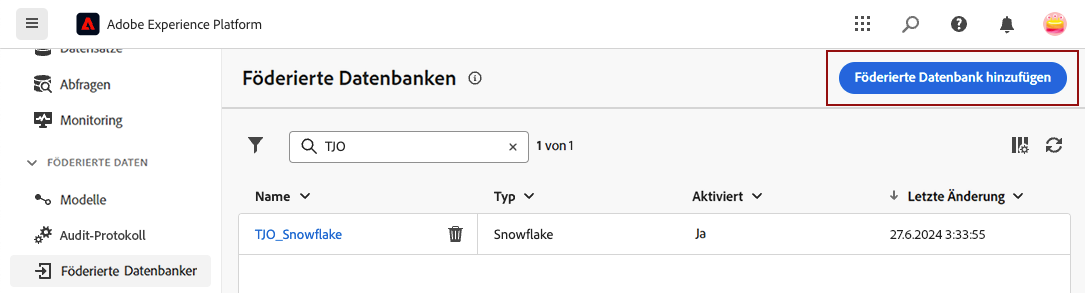 Adobe Experience Platform
Datensätze
Abfragen
Monitoring
FÖDERIERTE DATEN
Modelle
Audit-Protokoll
Föderierte Datenbanker
Föderierte Datenbanken
Föderierte Datenbank hinzufügen
TJO
1 von 1
Name Typ Aktiviert Letzte Änderung
TJO_Snowflake Snowflake Ja 27.6.2024 3:33:55